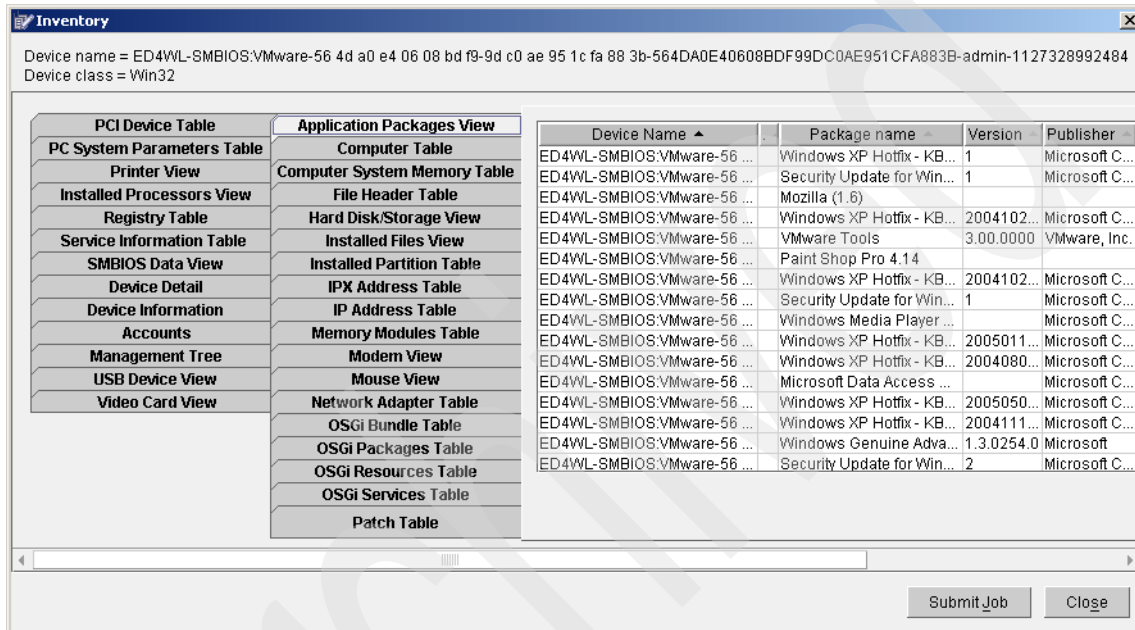 Inventory
Device name = ED4WL-SMBIOS:VMware-56 4d a0 e4 06 08 bd f9-9d c0 ae 95 1c fa 88 3b-564DA0E40608BDF99DC0AE951CFA883B-admin-1127328992484
Device class = Win32
PCI Device Table
PC System Parameters Table
Printer View
Installed Processors View
Registry Table
Service Information Table
SMBIOS Data View
Device Detail
Device Information
Accounts
Management Tree
USB Device View
Video Card View
Application Packages View
Computer Table
Computer System Memory Table
File Header Table
Hard Disk/Storage View
Installed Files View
Installed Partition Table
IPX Address Table
IP Address Table
Memory Modules Table
Modem View
Mouse View
Network Adapter Table
OSGi Bundle Table
OSGi Packages Table
OSGi Resources Table
OSGi Services Table
Patch Table
Device Name . Package name Version Publisher
ED4WL-SMBIOS:VMware-56 ... Windows XP Hotfix - KB... 1 Microsoft C...
ED4WL-SMBIOS:VMware-56 ... Security Update for Win... 1 Microsoft C...
ED4WL-SMBIOS:VMware-56 ... Mozilla (1.6)
ED4WL-SMBIOS:VMware-56 ... Windows XP Hotfix - KB... 2004102... Microsoft C...
ED4WL-SMBIOS:VMware-56 ... VMware Tools 3.00.0000 VMware, Inc.
ED4WL-SMBIOS:VMware-56 ... Paint Shop Pro 4.14
ED4WL-SMBIOS:VMware-56 ... Windows XP Hotfix - KB... 2004102... Microsoft C...
ED4WL-SMBIOS:VMware-56 ... Security Update for Win... 1 Microsoft C...
ED4WL-SMBIOS:VMware-56 ... Windows Media Player ... Microsoft C...
ED4WL-SMBIOS:VMware-56 ... Windows XP Hotfix - KB... 2005011... Microsoft C...
ED4WL-SMBIOS:VMware-56 ... Windows XP Hotfix - KB... 2004080... Microsoft C...
ED4WL-SMBIOS:VMware-56 ... Microsoft Data Access ...
ED4WL-SMBIOS:VMware-56 ... Windows XP Hotfix - KB... 2005050... Microsoft C...
ED4WL-SMBIOS:VMware-56 ... Windows XP Hotfix - KB... 2004111... Microsoft C...
ED4WL-SMBIOS:VMware-56 ... Windows Genuine Adva... 1.3.0254.0 Microsoft
ED4WL-SMBIOS:VMware-56 ... Security Update for Win... 2 Microsoft C...
Submit Job Close